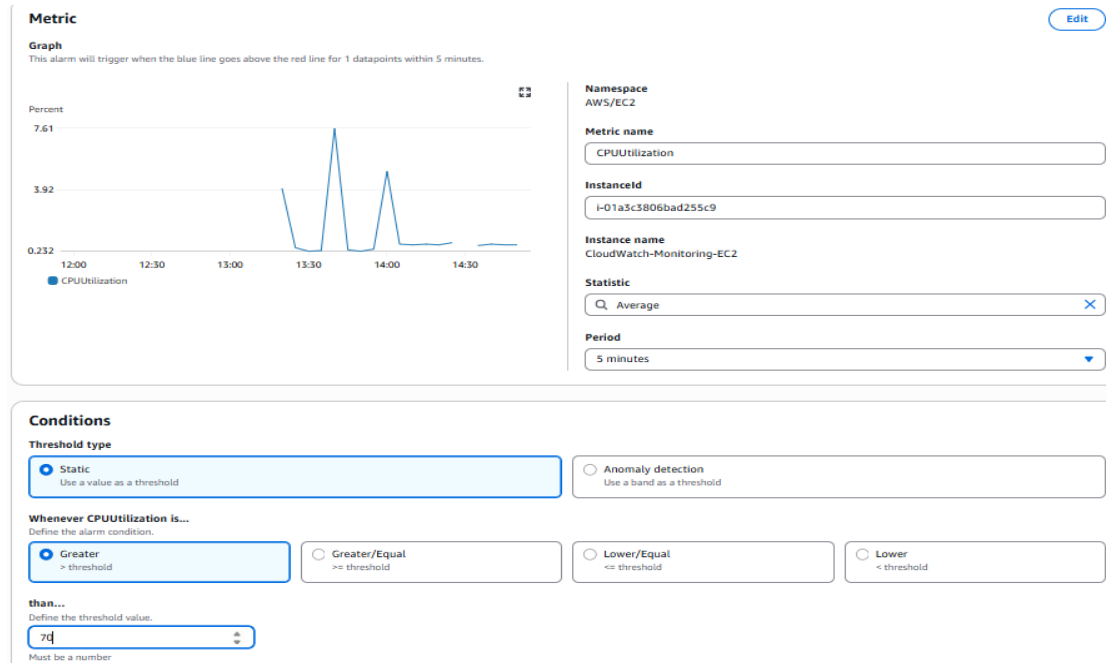 Metric
Edit
Graph
This alarm will trigger when the blue line goes above the red line for 1 datapoints within 5 minutes.
Percent
7.61
3.92
0.232
12:00 12:30 13:00 13:30 14:00 14:30
CPUUtilization
Namespace
AWS/EC2
Metric name
CPUUtilization
InstanceId
i-01a3c3806bad255c9
Instance name
CloudWatch-Monitoring-EC2
Statistic
Average
Period
5 minutes
Conditions
Threshold type
Static
Use a value as a threshold
Anomaly detection
Use a band as a threshold
Whenever CPUUtilization is...
Define the alarm condition.
Greater
> threshold
Greater/Equal
>= threshold
Lower/Equal
<= threshold
Lower
< threshold
than...
Define the threshold value.
70
Must be a number